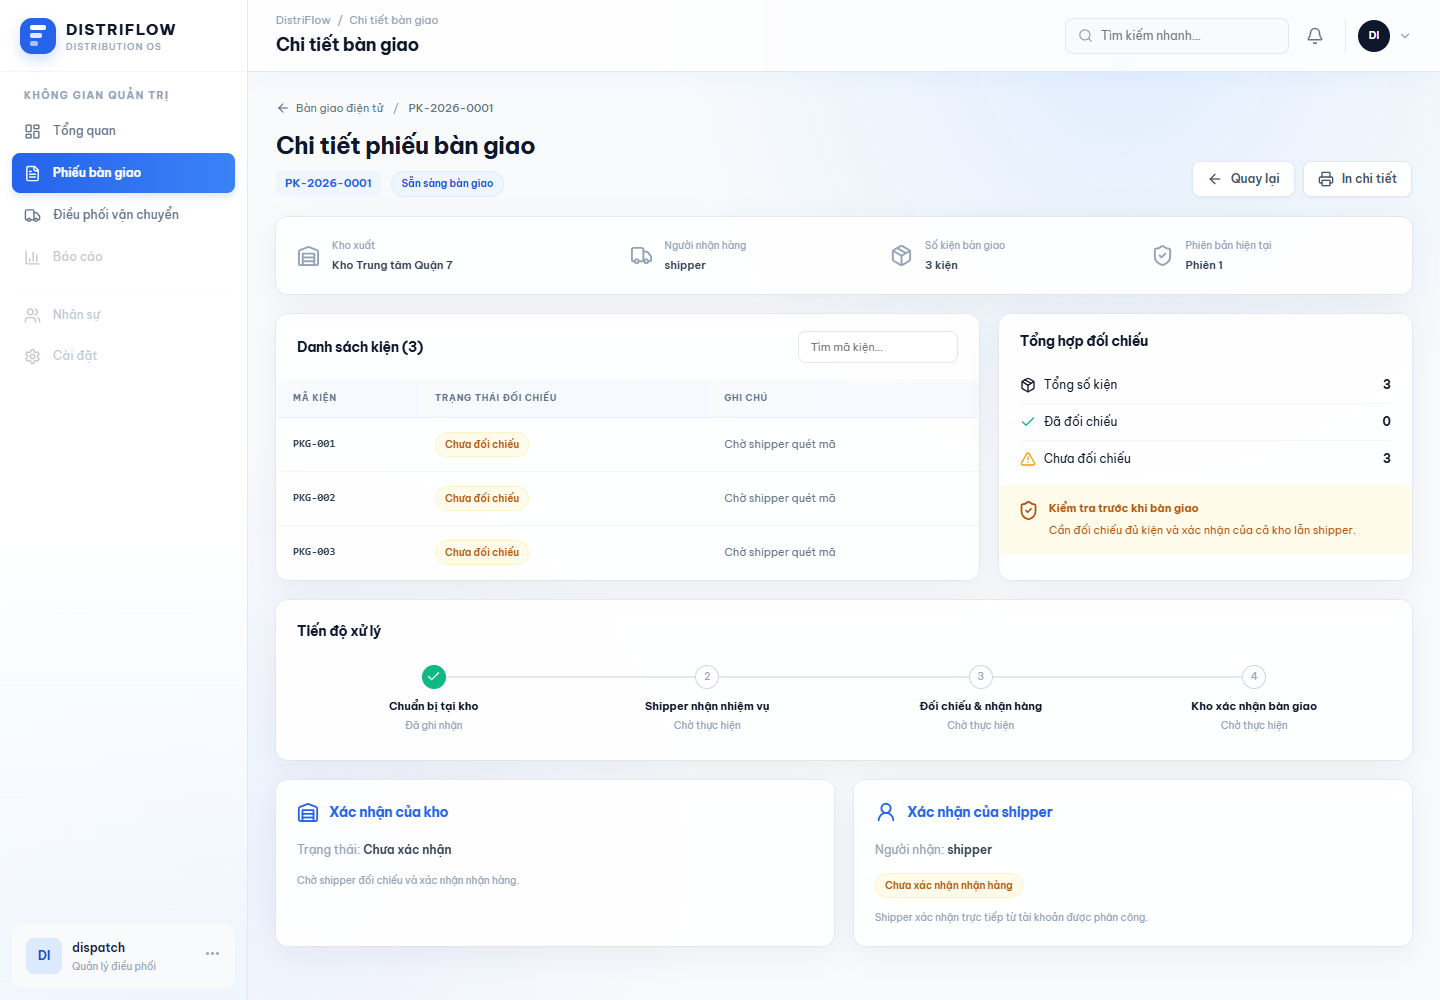 DISTRIFLOW
DISTRIBUTION OS
KHÔNG GIAN QUẢN TRỊ
Tổng quan
Phiếu bàn giao
Điều phối vận chuyển
Báo cáo
Nhân sự
Cài đặt
DI
dispatch
Quản lý điều phối
DistriFlow / Chi tiết bàn giao
Chi tiết bàn giao
Tìm kiếm nhanh...
DI
Bàn giao điện tử / PK-2026-0001
Chi tiết phiếu bàn giao
PK-2026-0001
Sẵn sàng bàn giao
Quay lại
In chi tiết
Kho xuất
Kho Trung tâm Quận 7
Người nhận hàng
shipper
Số kiện bàn giao
3 kiện
Phiên bản hiện tại
Phiên 1
Danh sách kiện (3)
Tìm mã kiện...
MÃ KIỆN TRẠNG THÁI ĐỐI CHIẾU GHI CHÚ
PKG-001 Chưa đối chiếu Chờ shipper quét mã
PKG-002 Chưa đối chiếu Chờ shipper quét mã
PKG-003 Chưa đối chiếu Chờ shipper quét mã
Tổng hợp đối chiếu
Tổng số kiện 3
Đã đối chiếu 0
Chưa đối chiếu 3
Kiểm tra trước khi bàn giao
Cần đối chiếu đủ kiện và xác nhận của cả kho lẫn shipper.
Tiến độ xử lý
2 3 4
Chuẩn bị tại kho
Đã ghi nhận
Shipper nhận nhiệm vụ
Chờ thực hiện
Đối chiếu & nhận hàng
Chờ thực hiện
Kho xác nhận bàn giao
Chờ thực hiện
Xác nhận của kho
Trạng thái: Chưa xác nhận
Chờ shipper đối chiếu và xác nhận nhận hàng.
Xác nhận của shipper
Người nhận: shipper
Chưa xác nhận nhận hàng
Shipper xác nhận trực tiếp từ tài khoản được phân công.